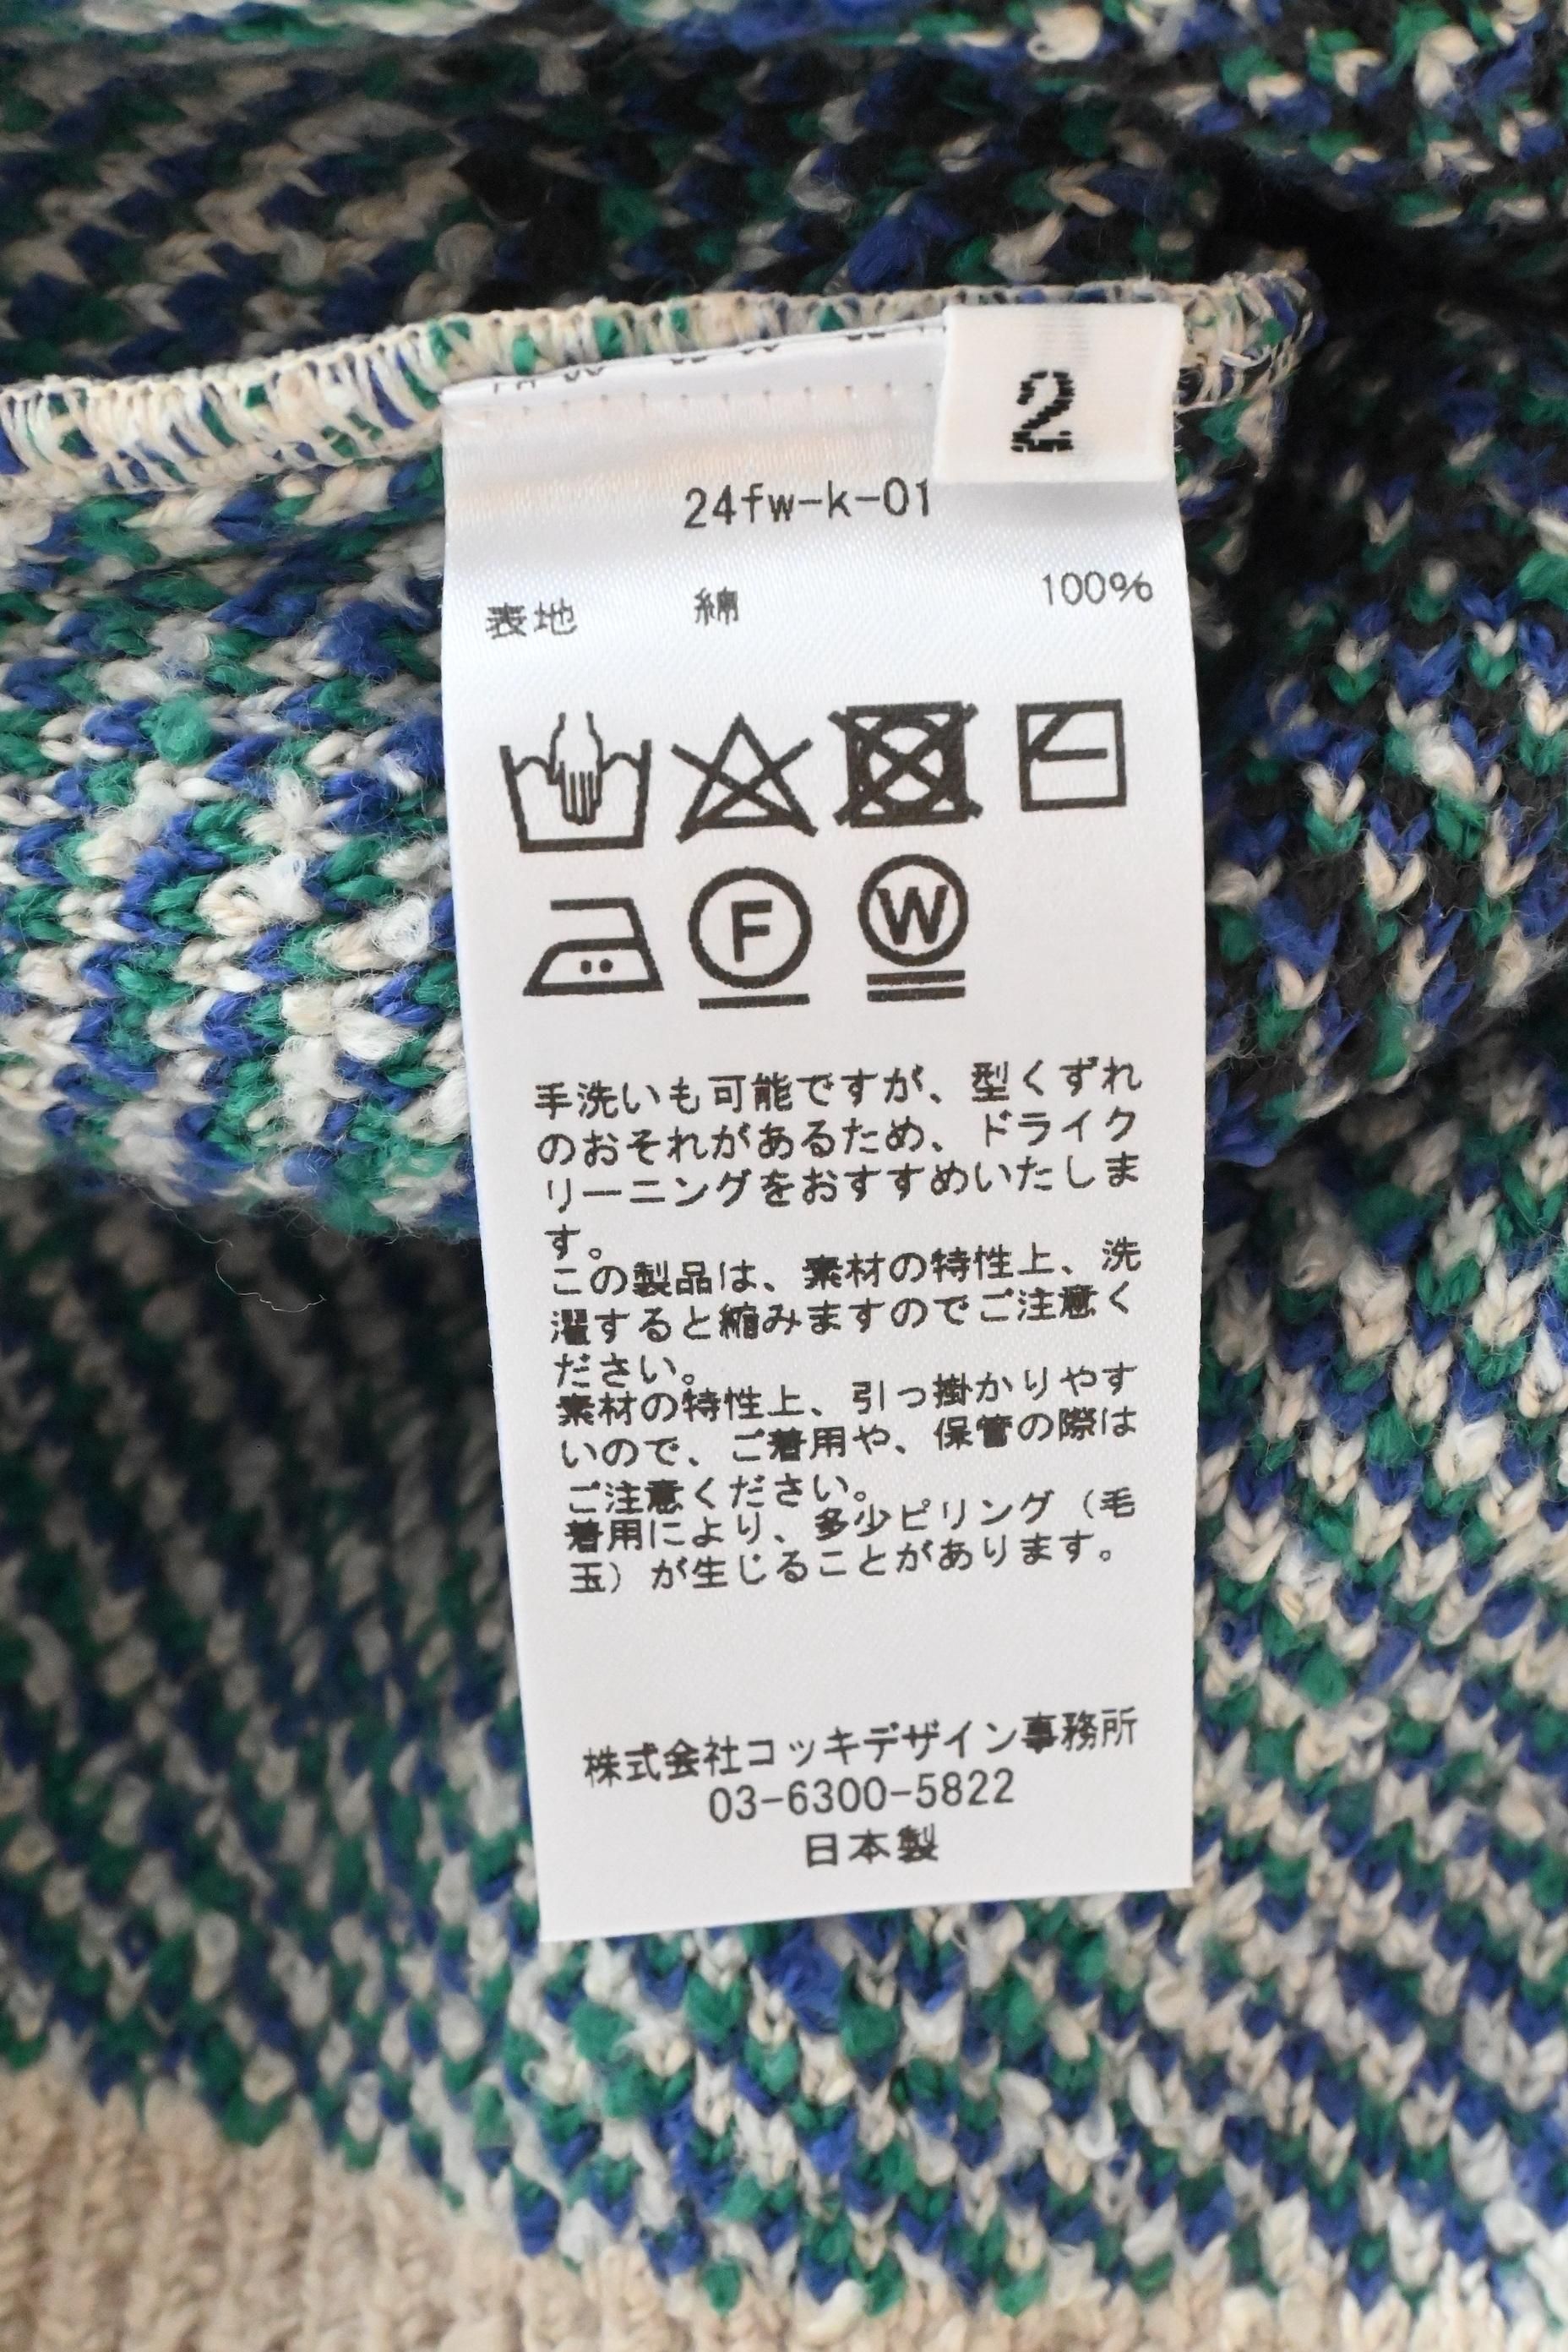 2
24fw-k-01
表地 綿 100%
F W
手洗いも可能ですが、型くずれ
のおそれがあるため、ドライク
リーニングをおすすめいたしま
す。
この製品は、素材の特性上、洗
濯すると縮みますのでご注意く
ださい。
素材の特性上、引っ掛かりやす
いので、ご着用や、保管の際は
ご注意ください。
着用により、多少ピリング（毛
玉）が生じることがあります。
株式会社コッキデザイン事務所
03-6300-5822
日本製